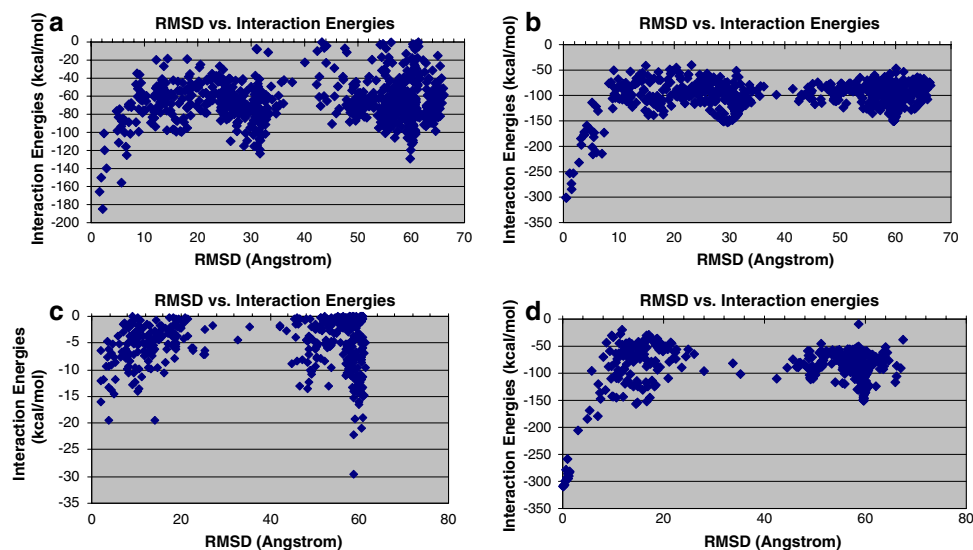 a
RMSD vs. Interaction Energies
Interaction Energies (kcal/mol)
0
-20
-40
-60
-80
-100
-120
-140
-160
-180
-200
0 10 20 30 40 50 60 70
RMSD (Angstrom)
b
RMSD vs. Interaction Energies
Interacton Energies (kcal/mol)
0
-50
-100
-150
-200
-250
-300
-350
0 10 20 30 40 50 60 70
RMSD (Angstrom)
c
RMSD vs. Interaction Energies
Interaction Energies
(kcal/mol)
0
-5
-10
-15
-20
-25
-30
-35
0 20 40 60 80
RMSD (Angstrom)
d
RMSD vs. Interaction energies
Interaction Energies (kcal/mol)
0
-50
-100
-150
-200
-250
-300
-350
0 20 40 60 80
RMSD (Angstrom)